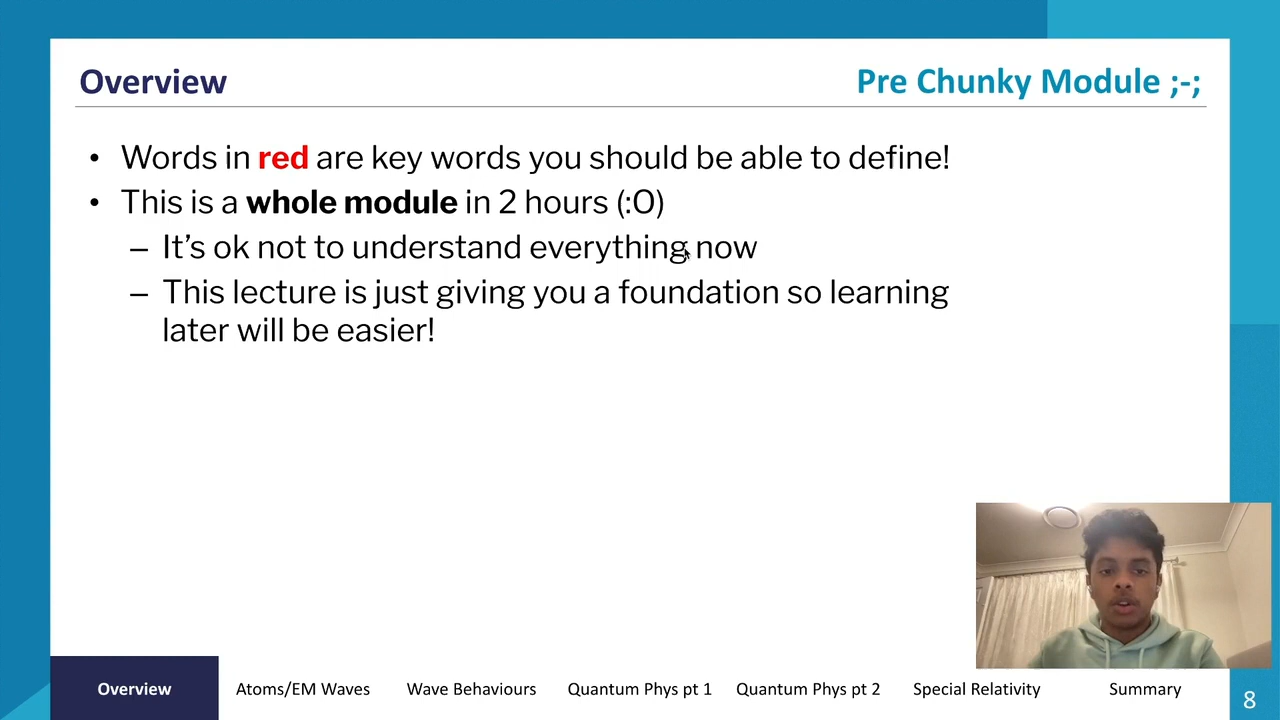 Overview
Pre Chunky Module ;-;
• Words in red are key words you should be able to define!
• This is a whole module in 2 hours (:O)
– It’s ok not to understand everything now
– This lecture is just giving you a foundation so learning
later will be easier!
Overview Atoms/EM Waves Wave Behaviours Quantum Phys pt 1 Quantum Phys pt 2 Special Relativity Summary
8